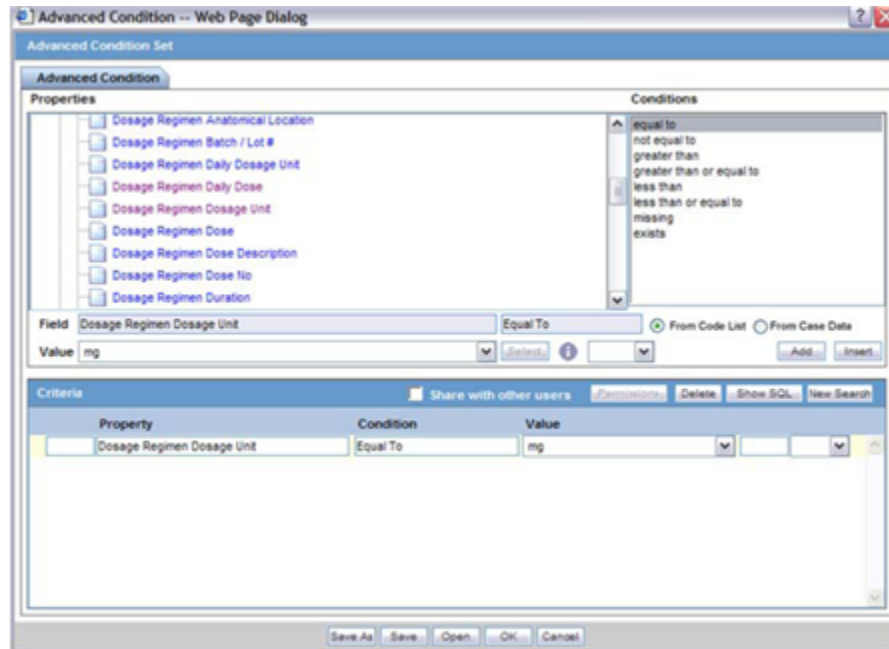 Advanced Condition -- Web Page Dialog ?
Advanced Condition Set
Advanced Condition
Properties Conditions
Dosage Regimen Anatomical Location
Dosage Regimen Batch / Lot #
Dosage Regimen Daily Dosage Unit
Dosage Regimen Daily Dose
Dosage Regimen Dosage Unit
Dosage Regimen Dose
Dosage Regimen Dose Description
Dosage Regimen Dose No
Dosage Regimen Duration
equal to
not equal to
greater than
greater than or equal to
less than
less than or equal to
missing
exists
Field Dosage Regimen Dosage Unit Equal To From Code List From Case Data
Value mg Select Add Insert
Criteria Share with other users Permissions Delete Show SQL New Search
Property Condition Value
Dosage Regimen Dosage Unit Equal To mg
Save As Save Open OK Cancel